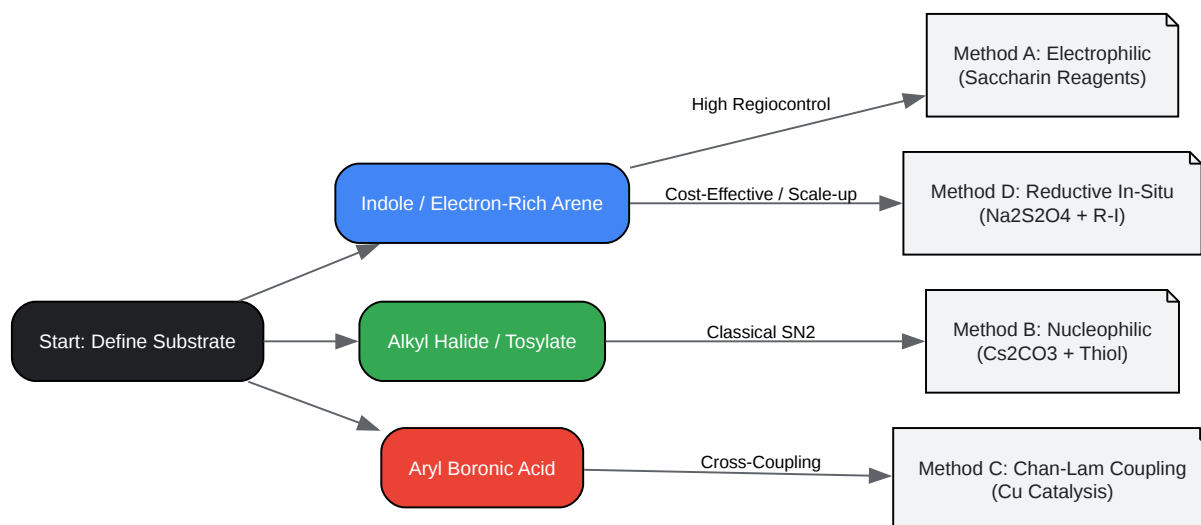 Start: Define Substrate
Indole / Electron-Rich Arene
Alkyl Halide / Tosylate
Aryl Boronic Acid
High Regiocontrol
Cost-Effective / Scale-up
Classical SN2
Cross-Coupling
Method A: Electrophilic
(Saccharin Reagents)
Method D: Reductive In-Situ
(Na2S2O4 + R-I)
Method B: Nucleophilic
(Cs2CO3 + Thiol)
Method C: Chan-Lam Coupling
(Cu Catalysis)